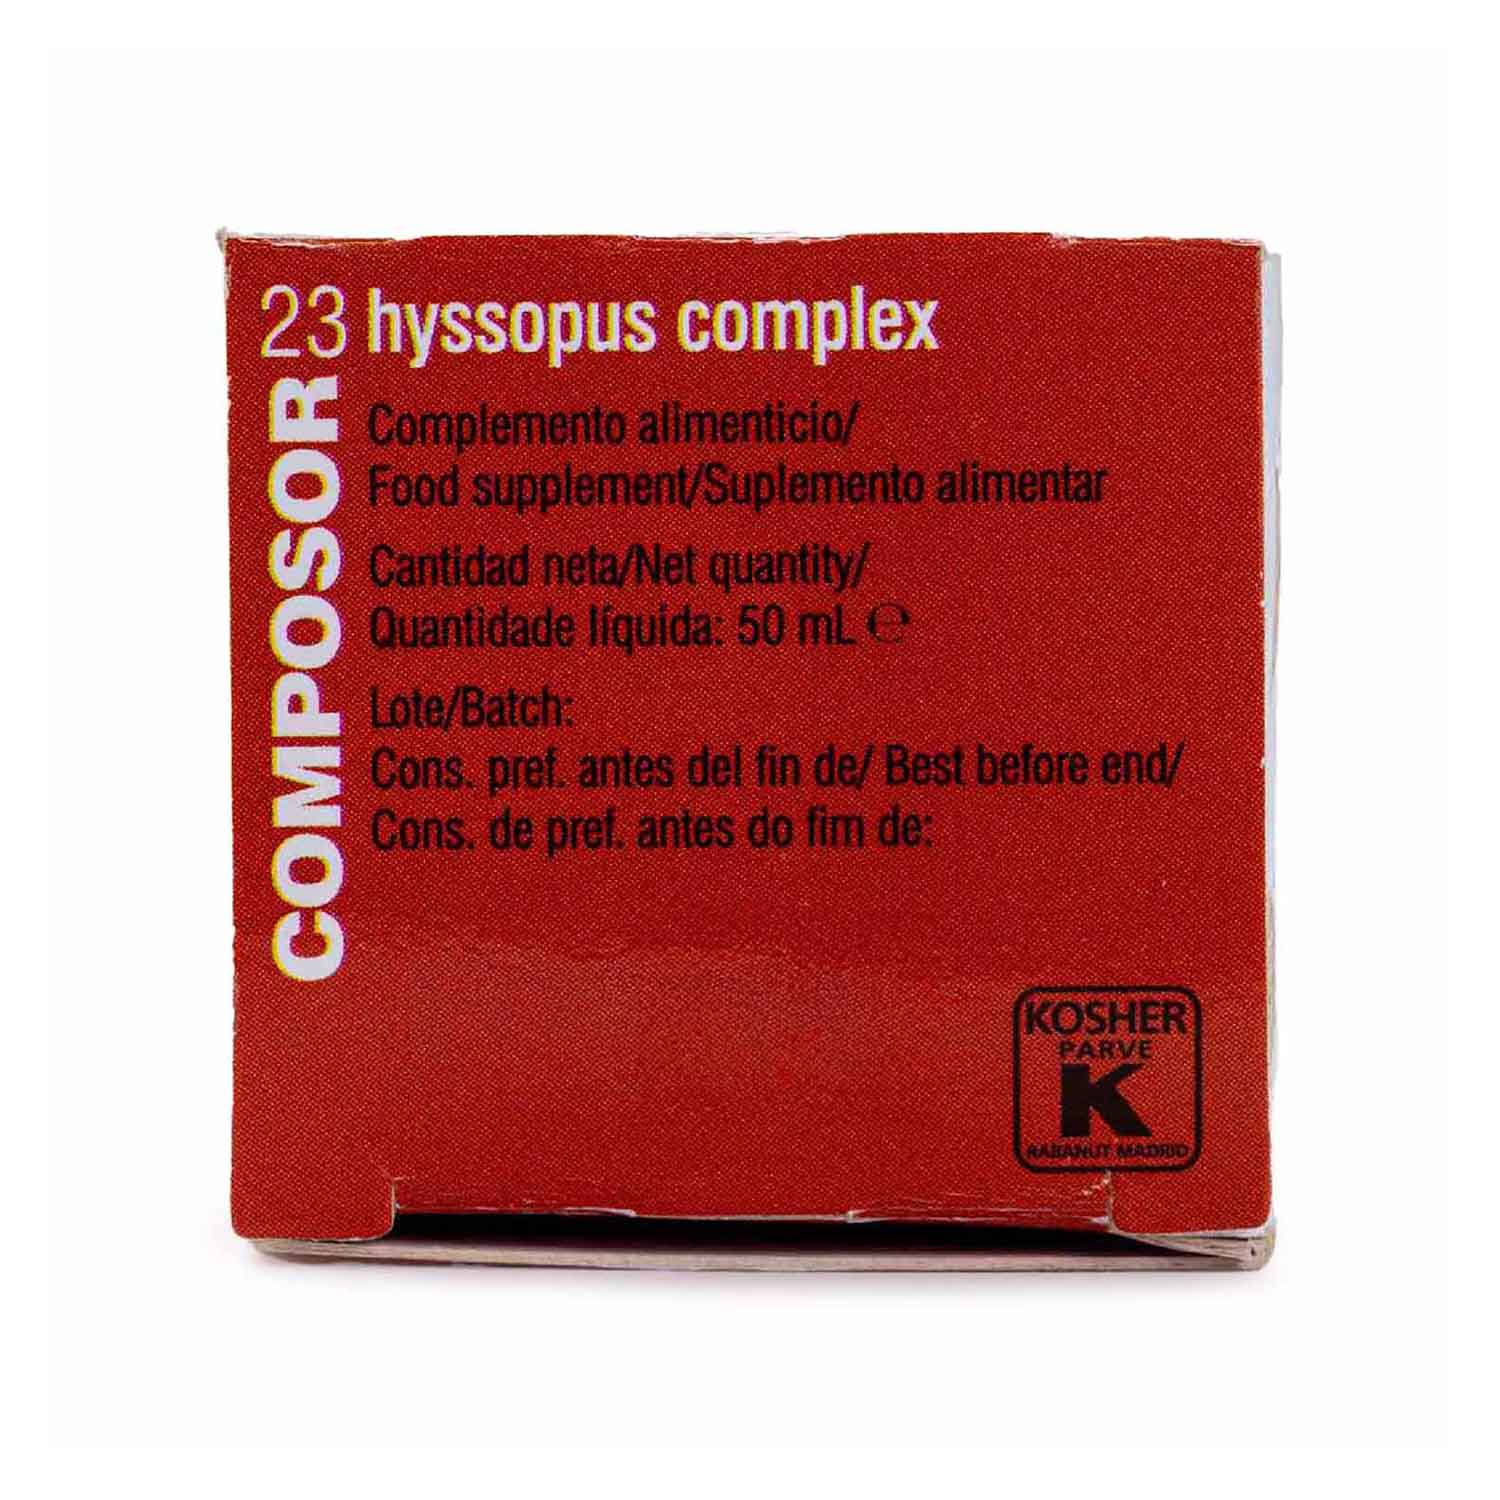 23 hyssopus complex
COMPOSOR
Complemento alimenticio/
Food supplement/Suplemento alimentar
Cantidad neta/Net quantity/
Quantidade líquida: 50 mL ℮
Lote/Batch:
Cons. pref. antes del fin de/ Best before end/
Cons. de pref. antes do fim de:
KOSHER
PARVE
K
RABANUT MADRID